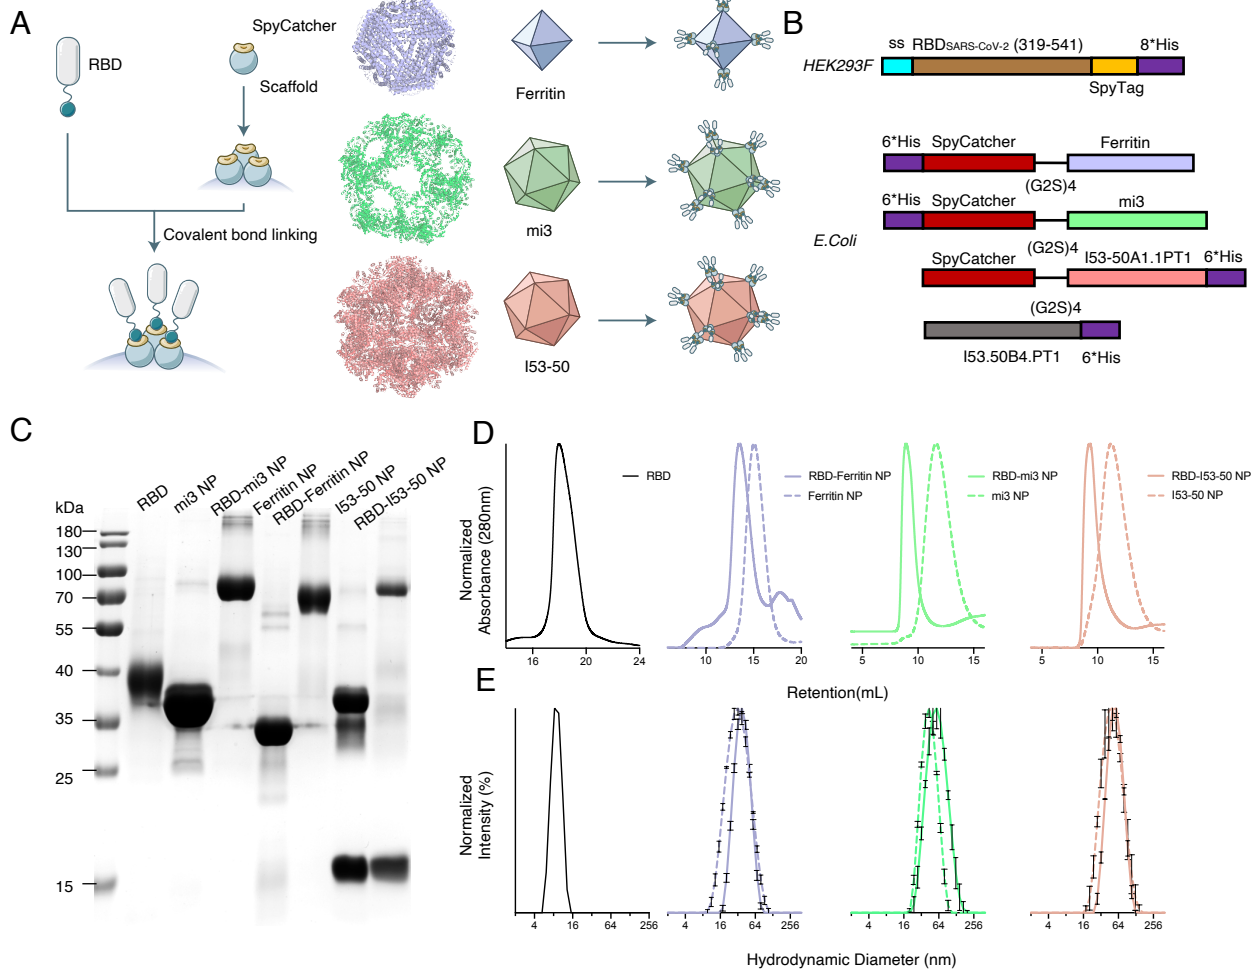 A
SpyCatcher
RBD
Scaffold
Covalent bond linking
Ferritin
mi3
I53-50
B
ss RBDSARS-CoV-2 (319-541) 8*His
HEK293F
SpyTag
6*His SpyCatcher Ferritin
(G2S)4
6*His SpyCatcher mi3
E.Coli
(G2S)4
SpyCatcher I53-50A1.1PT1 6*His
(G2S)4
I53.50B4.PT1 6*His
C
kDa
RBD
mi3 NP
RBD-mi3 NP
Ferritin NP
RBD-Ferritin NP
I53-50 NP
RBD-I53-50 NP
180
130
100
70
55
40
35
25
15
D
Normalized
Absorbance (280nm)
RBD
RBD-Ferritin NP
Ferritin NP
RBD-mi3 NP
mi3 NP
RBD-I53-50 NP
I53-50 NP
16 20 24
10 15 20
5 10 15
5 10 15
Retention(mL)
E
Normalized
Intensity (%)
4 16 64 256
4 16 64 256
4 16 64 256
4 16 64 256
Hydrodynamic Diameter (nm)